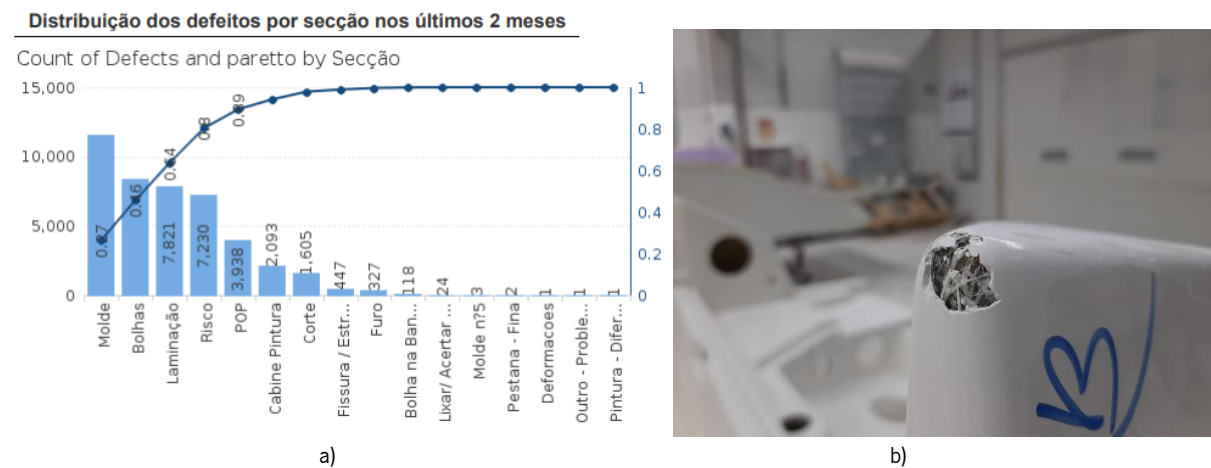 Distribuição dos defeitos por secção nos últimos 2 meses
Count of Defects and paretto by Secção
15,000
10,000
5,000
0
1
0.8
0.6
0.4
0.2
0
0.27
0.46
0.64
0.8
0.89
7,821
7,230
3,938
2,093
1,605
447
327
118
24
3
2
1
1
1
Molde
Bolhas
Laminação
Risco
POP
Cabine Pintura
Corte
Fissura / Estr...
Furo
Bolha na Ban...
Lixar/ Acertar ...
Molde n?5
Pestana - Fina
Deformacoes
Outro - Proble...
Pintura - Difer...
a)
b)